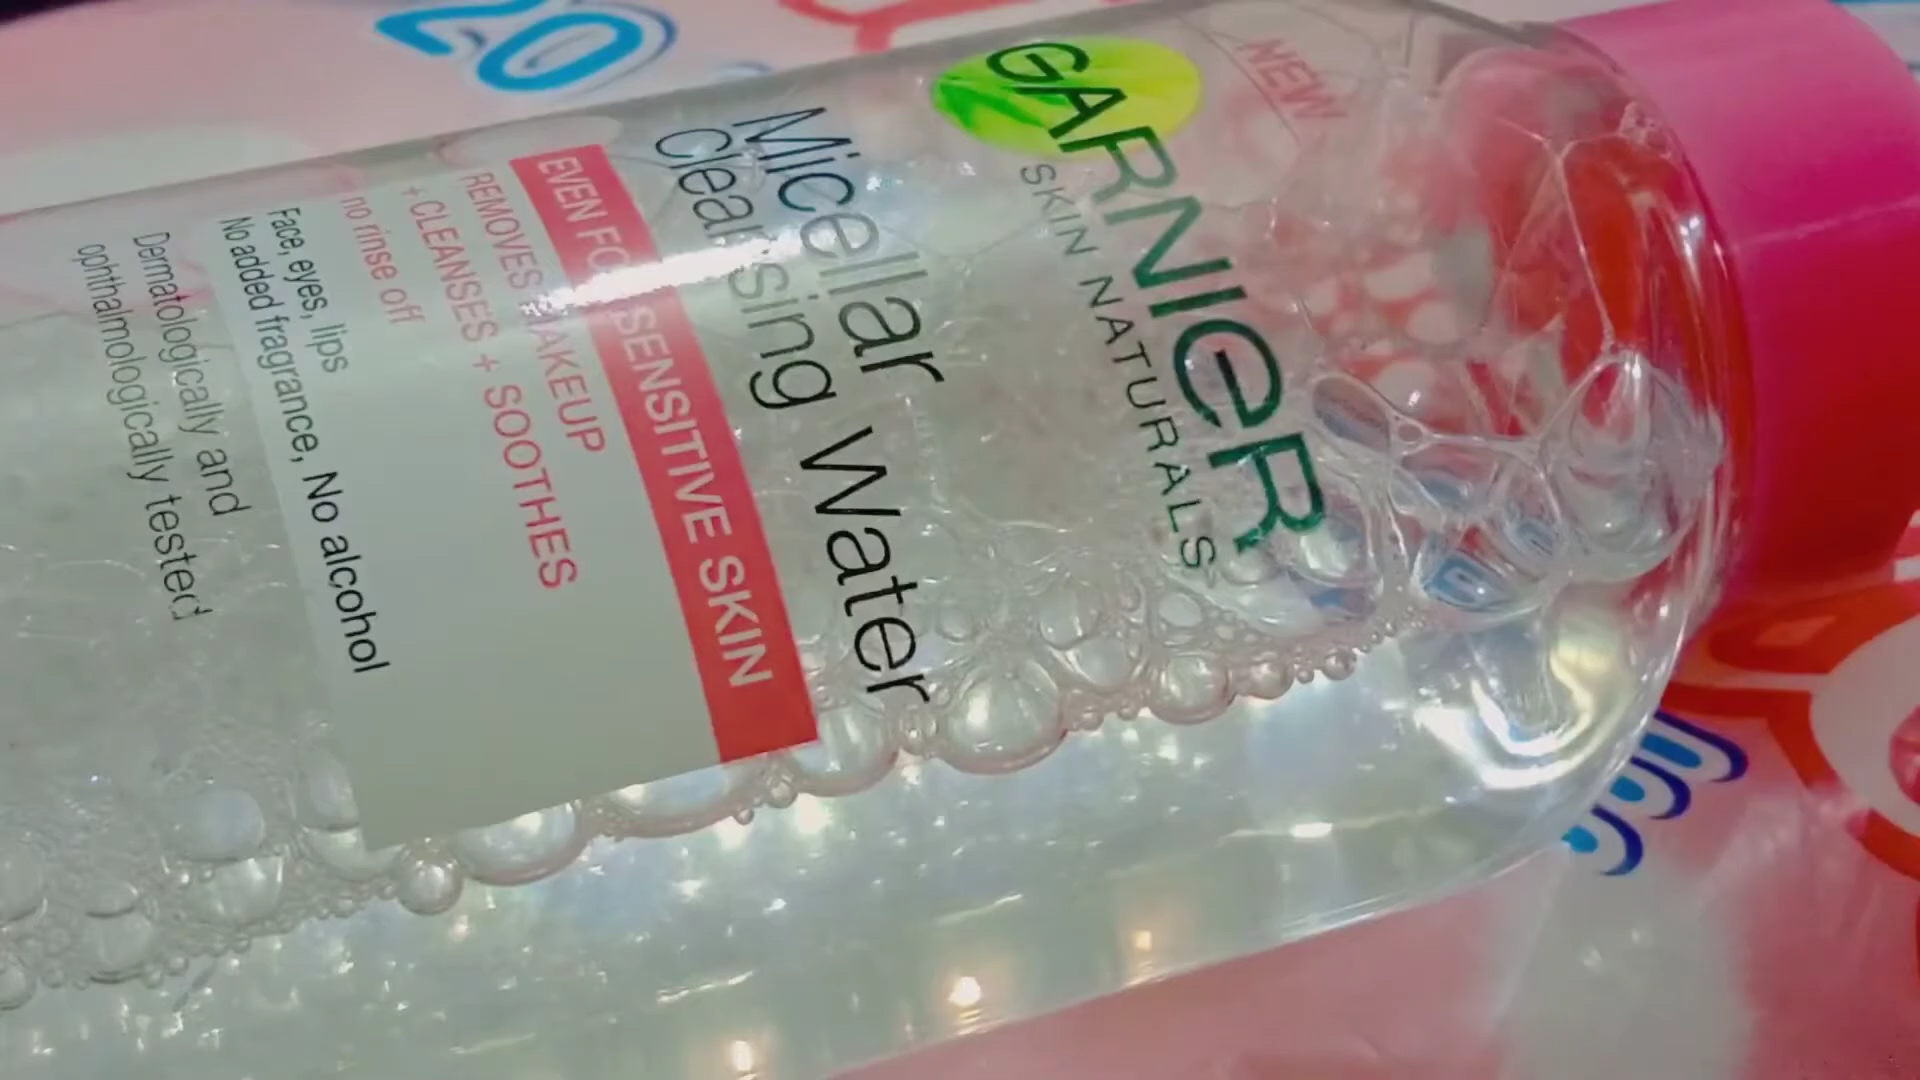 NEW
GARNIER
SKIN NATURALS
Micellar
Cleansing Water
EVEN FOR SENSITIVE SKIN
REMOVES MAKEUP
+ CLEANSES + SOOTHES
no rinse off
Face, eyes, lips
No added fragrance, No alcohol
Dermatologically and
ophthalmologically tested
20